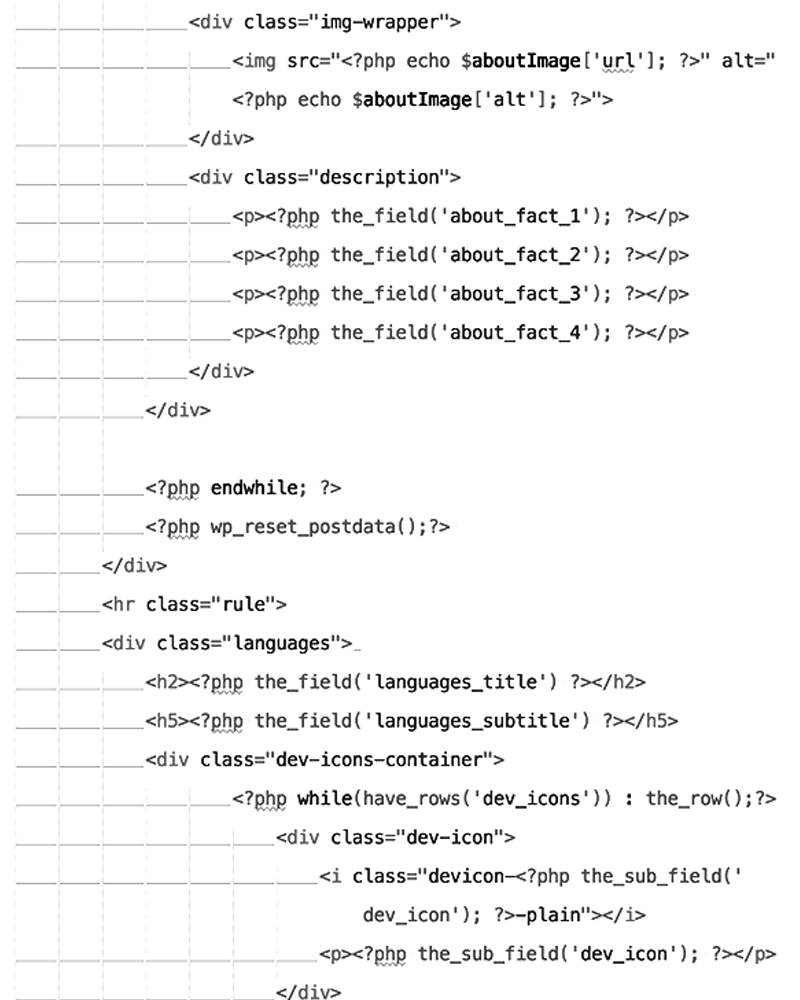 <div class="img-wrapper">
<img src="<?php echo $aboutImage['url']; ?>" alt="
<?php echo $aboutImage['alt']; ?>">
</div>
<div class="description">
<p><?php the_field('about_fact_1'); ?></p>
<p><?php the_field('about_fact_2'); ?></p>
<p><?php the_field('about_fact_3'); ?></p>
<p><?php the_field('about_fact_4'); ?></p>
</div>
</div>
<?php endwhile; ?>
<?php wp_reset_postdata();?>
</div>
<hr class="rule">
<div class="languages">
<h2><?php the_field('languages_title') ?></h2>
<h5><?php the_field('languages_subtitle') ?></h5>
<div class="dev-icons-container">
<?php while(have_rows('dev_icons')) : the_row();?>
<div class="dev-icon">
<i class="devicon-<?php the_sub_field('
dev_icon'); ?>-plain"></i>
<p><?php the_sub_field('dev_icon'); ?></p>
</div>